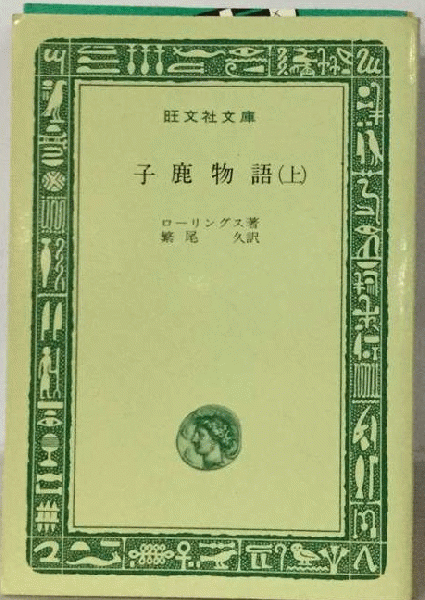 旺文社文庫
子鹿物語(上)
ローリングス著
繁尾 久訳